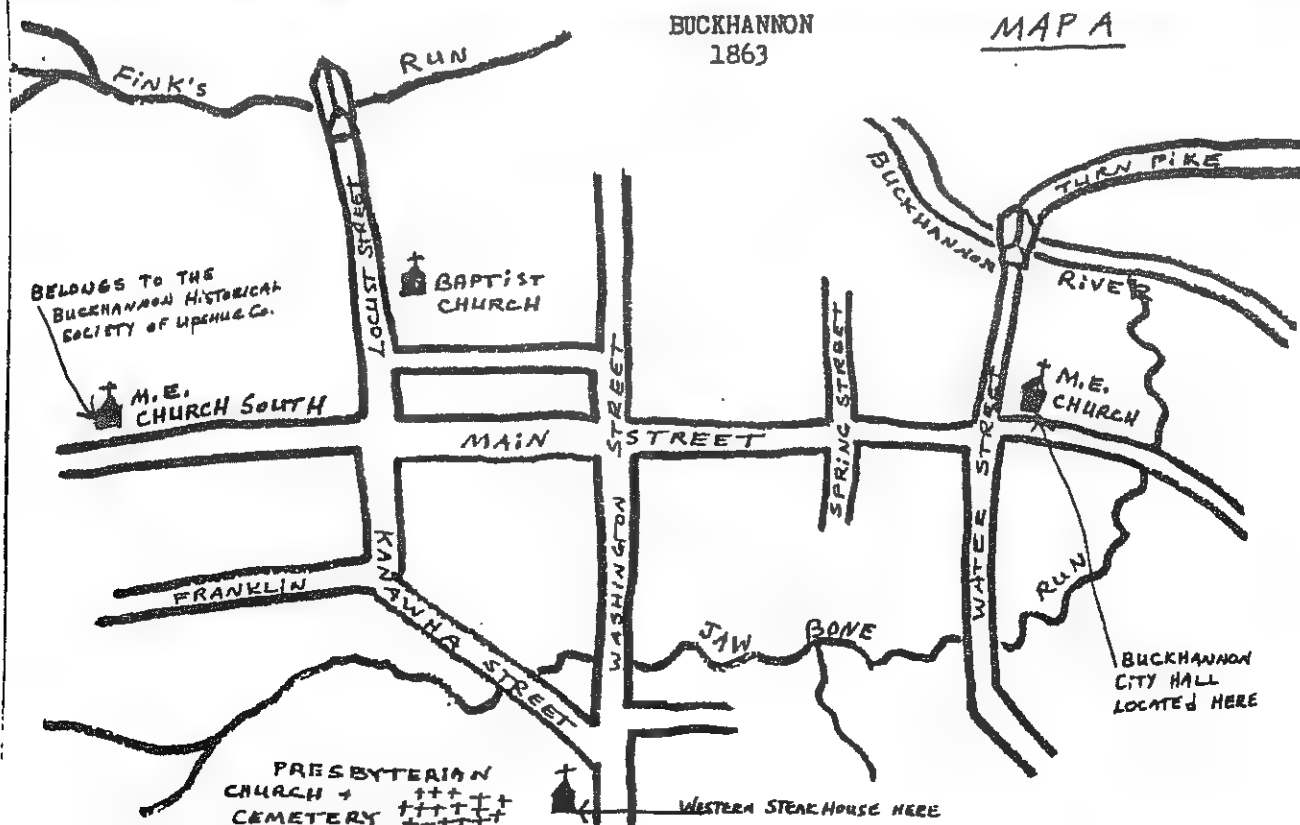 BUCKHANNON
1863
MAP A
FINK'S
RUN
BUCKHANNON
RIVER
TURN PIKE
LOCUST STREET
BAPTIST
CHURCH
BELONGS TO THE
BUCKHANNON HISTORICAL
SOCIETY OF UPSHUR CO.
M.E.
CHURCH SOUTH
MAIN STREET
WASHINGTON STREET
SPRING STREET
WATER STREET
M.E.
CHURCH
FRANKLIN
KANAWHA STREET
JAW BONE
RUN
BUCKHANNON
CITY HALL
LOCATED HERE
PRESBYTERIAN
CHURCH +
CEMETERY
WESTERN STEAKHOUSE HERE